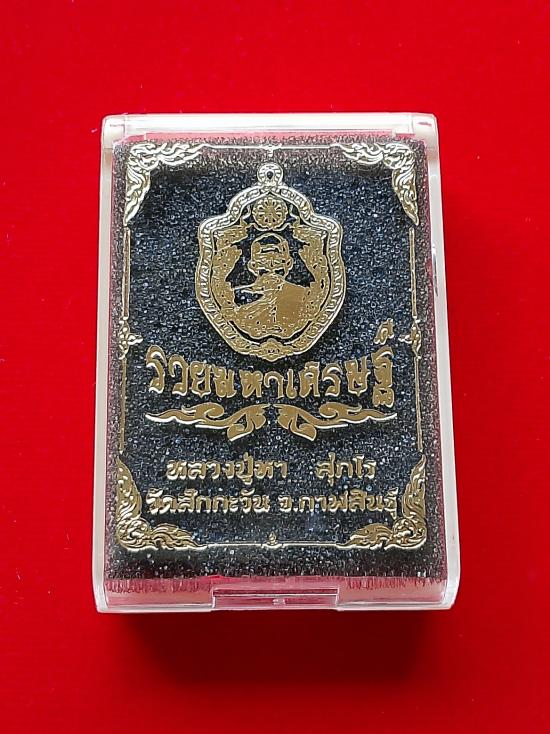 รวยมหาเศรษฐี
หลวงปู่หา สุภโร
วัดสักกะวัน จ.กาฬสินธุ์